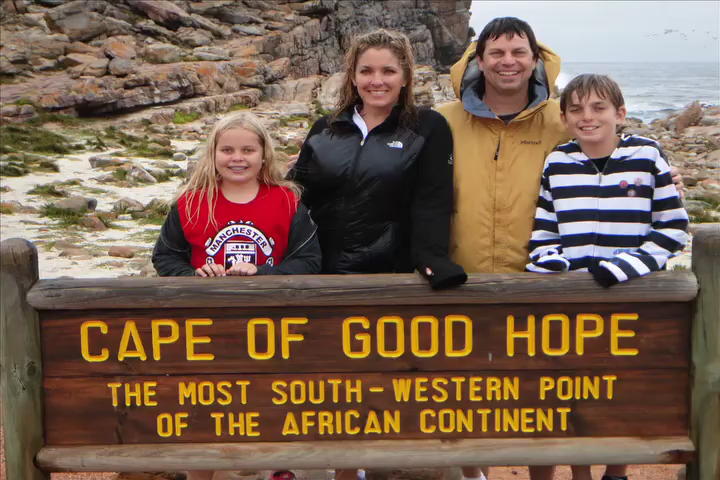 CAPE OF GOOD HOPE
THE MOST SOUTH-WESTERN POINT
OF THE AFRICAN CONTINENT
MANCHESTER